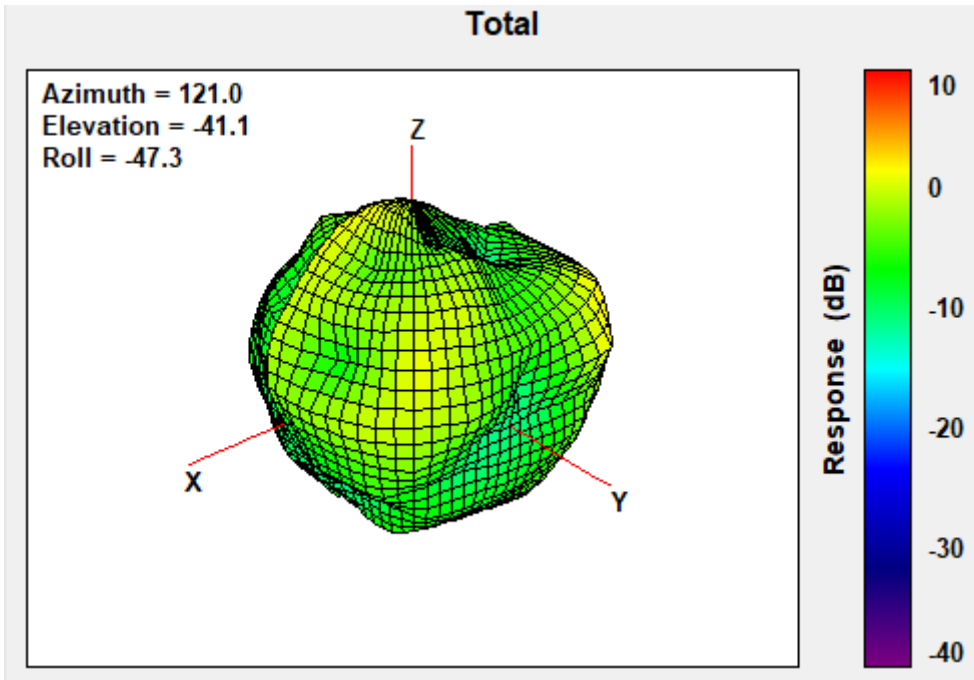 Total
Azimuth = 121.0
Elevation = -41.1
Roll = -47.3
Z
X
Y
10
0
-10
-20
-30
-40
Response (dB)